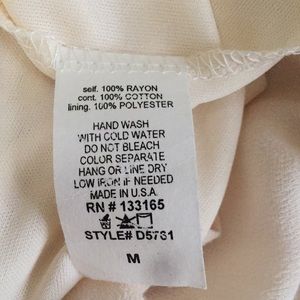 self. 100% RAYON
cont. 100% COTTON
lining. 100% POLYESTER
HAND WASH
WITH COLD WATER
DO NOT BLEACH
COLOR SEPARATE
HANG OR LINE DRY
LOW IRON IF NEEDED
MADE IN U.S.A.
RN # 133165
STYLE# D5761
M